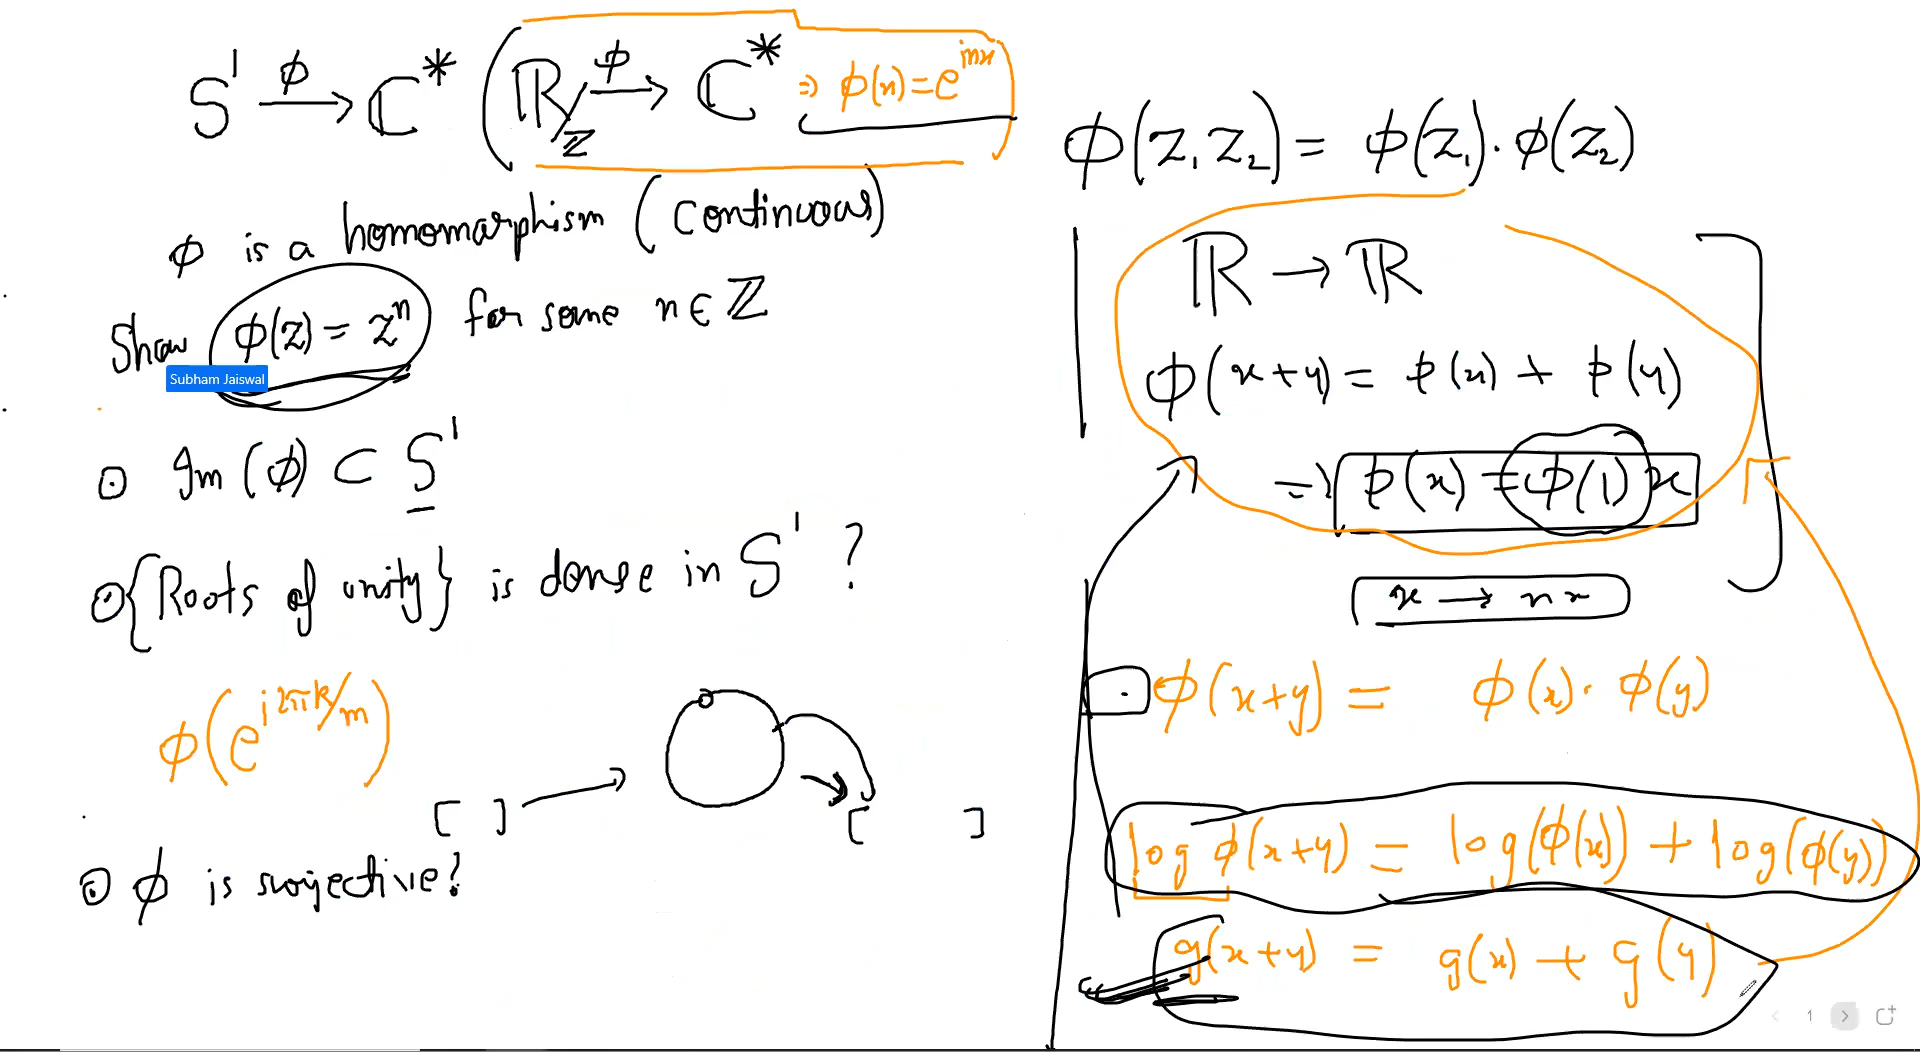 S¹ ϕ→ ℂ* (ℝ/ℤ ϕ→ ℂ* ⇒ ϕ(x) = e^{inx})
ϕ is a homomorphism (continuous)
Show ϕ(z) = zⁿ for some n ∈ ℤ
Subham Jaiswal
⊙ Im(ϕ) ⊂ S¹
⊙ {Roots of unity} is dense in S¹ ?
ϕ(e^{i2πk/m})
[ ] → → [ ]
⊙ ϕ is surjective?
ϕ(z₁z₂) = ϕ(z₁)·ϕ(z₂)
ℝ → ℝ
ϕ(x+y) = ϕ(x) + ϕ(y)
⇒ ϕ(x) = ϕ(1)x
x → nx
ϕ(x+y) = ϕ(x)·ϕ(y)
log ϕ(x+y) = log(ϕ(x)) + log(ϕ(y))
g(x+y) = g(x) + g(y)
1